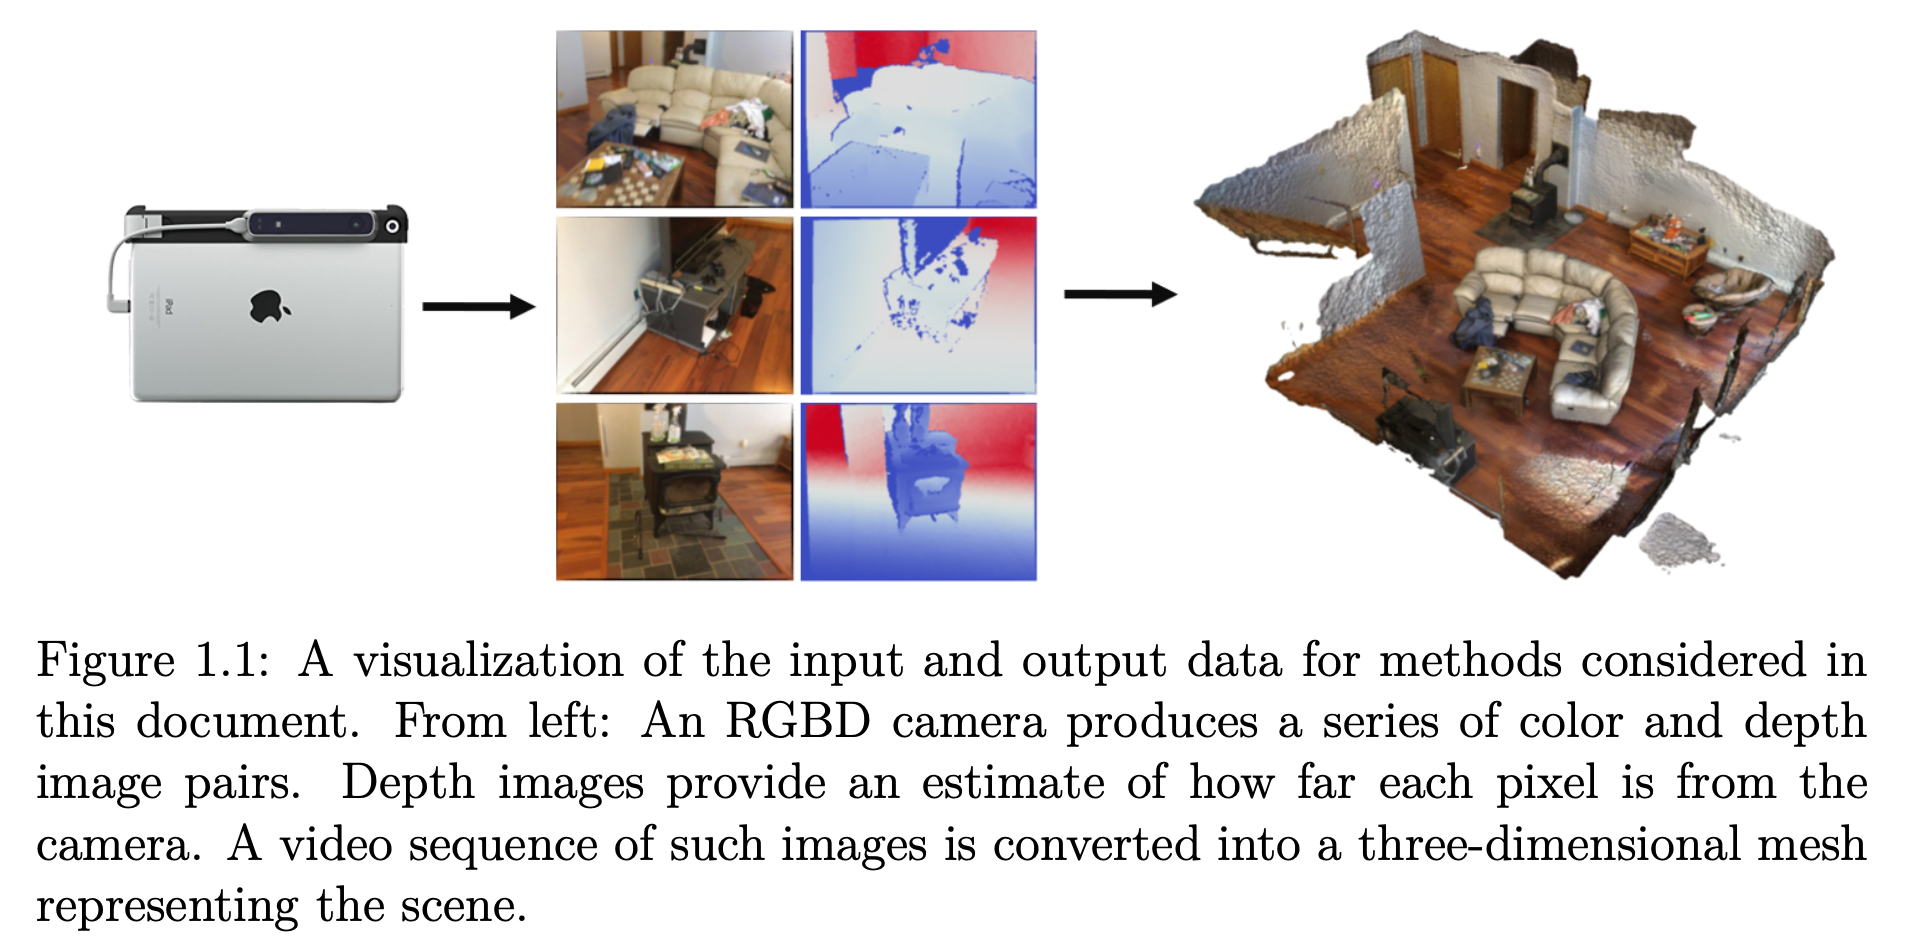 iPad
Figure 1.1: A visualization of the input and output data for methods considered in
this document. From left: An RGBD camera produces a series of color and depth
image pairs. Depth images provide an estimate of how far each pixel is from the
camera. A video sequence of such images is converted into a three-dimensional mesh
representing the scene.